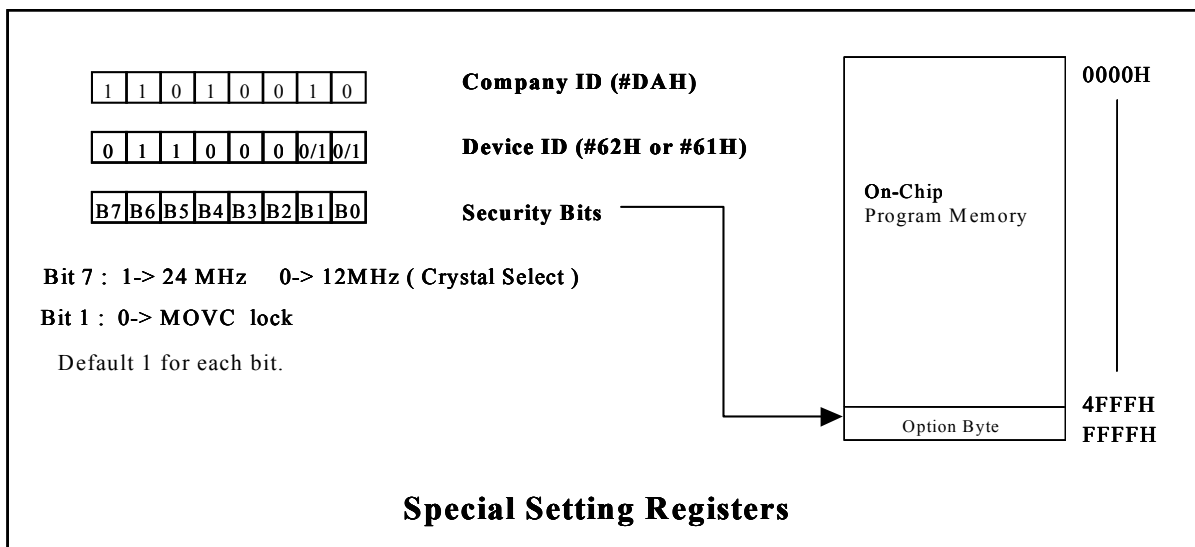 1 1 0 1 0 0 1 0 Company ID (#DAH)
0 1 1 0 0 0 0/1 0/1 Device ID (#62H or #61H)
B7 B6 B5 B4 B3 B2 B1 B0 Security Bits
Bit 7 : 1-> 24 MHz 0-> 12MHz ( Crystal Select )
Bit 1 : 0-> MOVC lock
Default 1 for each bit.
0000H
On-Chip
Program Memory
4FFFH
Option Byte FFFFH
Special Setting Registers